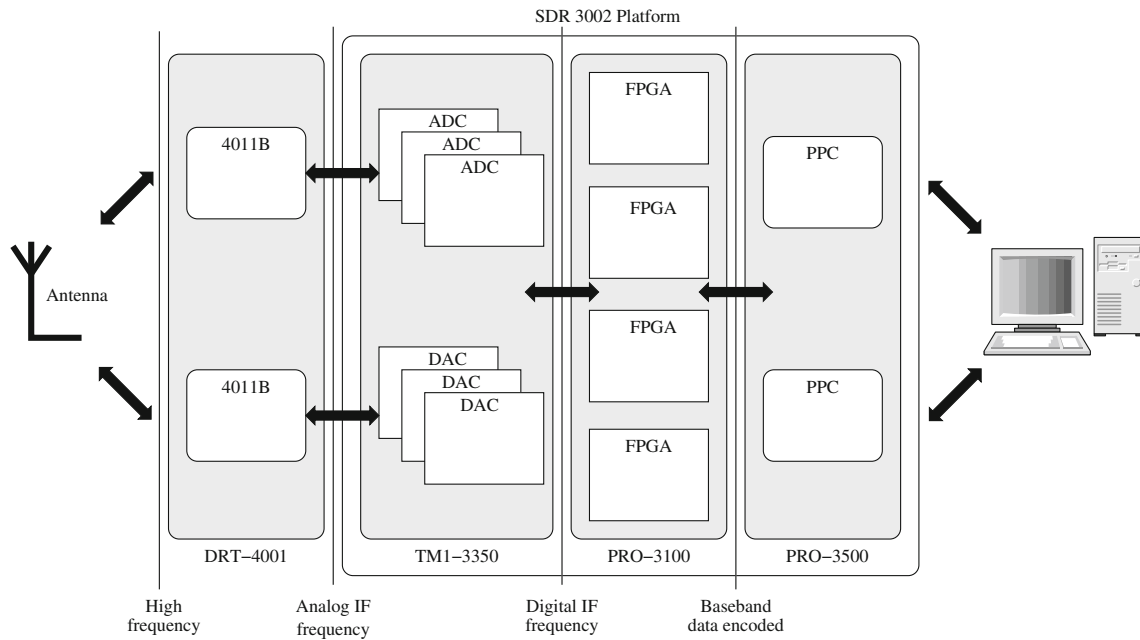 SDR 3002 Platform
4011B
ADC
ADC
ADC
FPGA
PPC
FPGA
Antenna
4011B
DAC
DAC
DAC
FPGA
PPC
FPGA
DRT-4001
TM1-3350
PRO-3100
PRO-3500
High
frequency
Analog IF
frequency
Digital IF
frequency
Baseband
data encoded